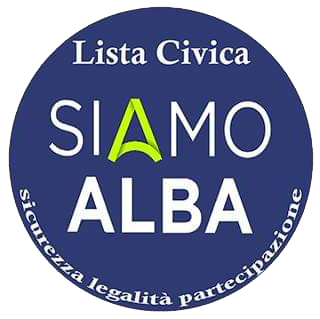 Lista Civica
SIAMO
ALBA
sicurezza legalità partecipazione